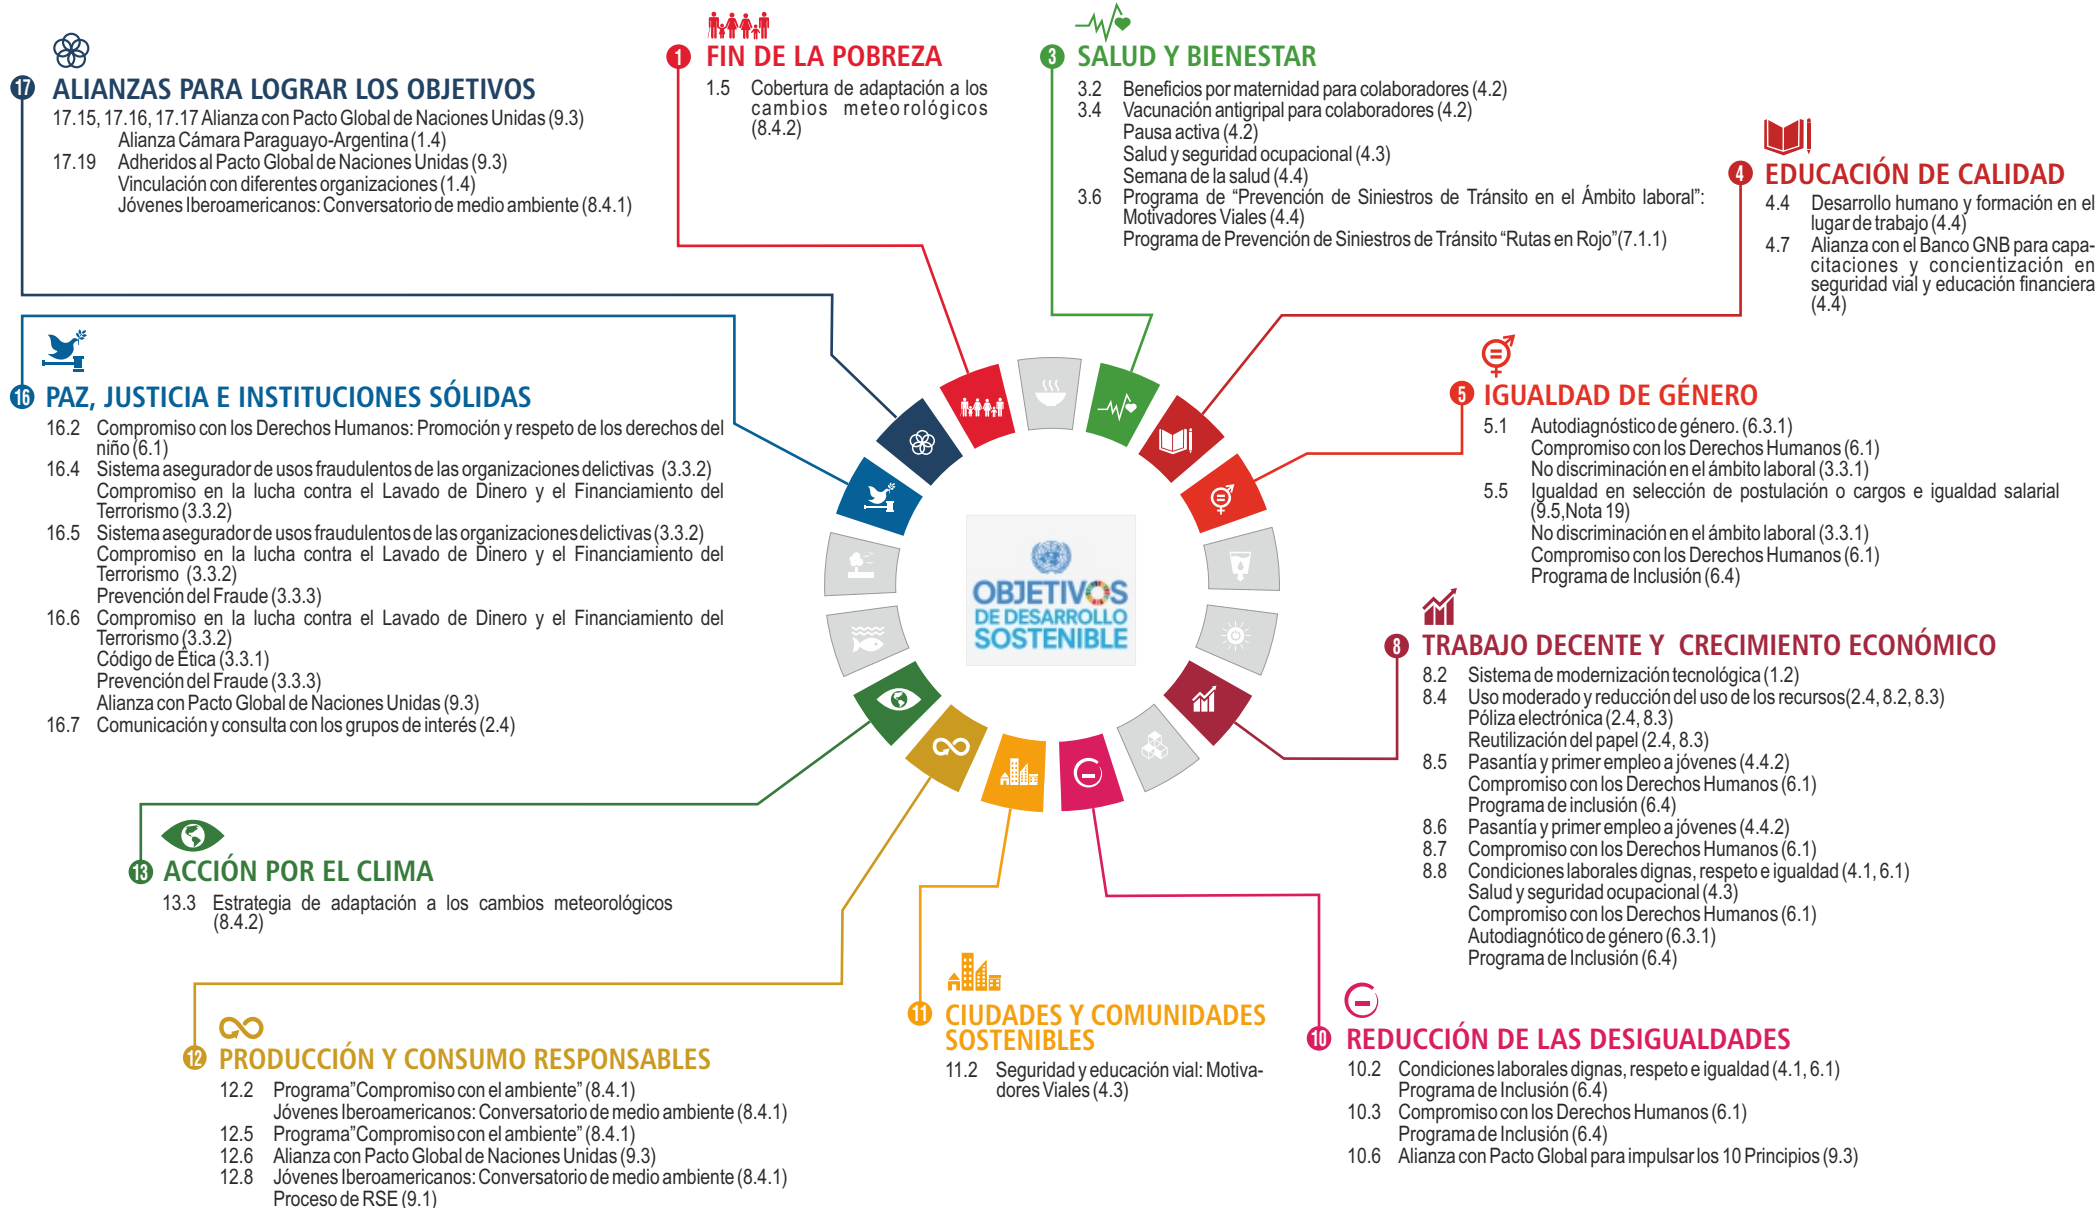 17 ALIANZAS PARA LOGRAR LOS OBJETIVOS
17.15, 17.16, 17.17 Alianza con Pacto Global de Naciones Unidas (9.3)
Alianza Cámara Paraguayo-Argentina (1.4)
17.19 Adheridos al Pacto Global de Naciones Unidas (9.3)
Vinculación con diferentes organizaciones (1.4)
Jóvenes Iberoamericanos: Conversatorio de medio ambiente (8.4.1)
1 FIN DE LA POBREZA
1.5 Cobertura de adaptación a los
cambios meteorológicos
(8.4.2)
3 SALUD Y BIENESTAR
3.2 Beneficios por maternidad para colaboradores (4.2)
3.4 Vacunación antigripal para colaboradores (4.2)
Pausa activa (4.2)
Salud y seguridad ocupacional (4.3)
Semana de la salud (4.4)
3.6 Programa de “Prevención de Siniestros de Tránsito en el Ámbito laboral”:
Motivadores Viales (4.4)
Programa de Prevención de Siniestros de Tránsito “Rutas en Rojo”(7.1.1)
4 EDUCACIÓN DE CALIDAD
4.4 Desarrollo humano y formación en el
lugar de trabajo (4.4)
4.7 Alianza con el Banco GNB para capa-
citaciones y concientización en
seguridad vial y educación financiera
(4.4)
5 IGUALDAD DE GÉNERO
5.1 Autodiagnóstico de género. (6.3.1)
Compromiso con los Derechos Humanos (6.1)
No discriminación en el ámbito laboral (3.3.1)
5.5 Igualdad en selección de postulación o cargos e igualdad salarial
(9.5,Nota 19)
No discriminación en el ámbito laboral (3.3.1)
Compromiso con los Derechos Humanos (6.1)
Programa de Inclusión (6.4)
16 PAZ, JUSTICIA E INSTITUCIONES SÓLIDAS
16.2 Compromiso con los Derechos Humanos: Promoción y respeto de los derechos del
niño (6.1)
16.4 Sistema asegurador de usos fraudulentos de las organizaciones delictivas (3.3.2)
Compromiso en la lucha contra el Lavado de Dinero y el Financiamiento del
Terrorismo (3.3.2)
16.5 Sistema asegurador de usos fraudulentos de las organizaciones delictivas (3.3.2)
Compromiso en la lucha contra el Lavado de Dinero y el Financiamiento del
Terrorismo (3.3.2)
Prevención del Fraude (3.3.3)
16.6 Compromiso en la lucha contra el Lavado de Dinero y el Financiamiento del
Terrorismo (3.3.2)
Código de Ética (3.3.1)
Prevención del Fraude (3.3.3)
Alianza con Pacto Global de Naciones Unidas (9.3)
16.7 Comunicación y consulta con los grupos de interés (2.4)
OBJETIVOS
DE DESARROLLO
SOSTENIBLE
8 TRABAJO DECENTE Y CRECIMIENTO ECONÓMICO
8.2 Sistema de modernización tecnológica (1.2)
8.4 Uso moderado y reducción del uso de los recursos(2.4, 8.2, 8.3)
Póliza electrónica (2.4, 8.3)
Reutilización del papel (2.4, 8.3)
8.5 Pasantía y primer empleo a jóvenes (4.4.2)
Compromiso con los Derechos Humanos (6.1)
Programa de inclusión (6.4)
8.6 Pasantía y primer empleo a jóvenes (4.4.2)
8.7 Compromiso con los Derechos Humanos (6.1)
8.8 Condiciones laborales dignas, respeto e igualdad (4.1, 6.1)
Salud y seguridad ocupacional (4.3)
Compromiso con los Derechos Humanos (6.1)
Autodiagnótico de género (6.3.1)
Programa de Inclusión (6.4)
13 ACCIÓN POR EL CLIMA
13.3 Estrategia de adaptación a los cambios meteorológicos
(8.4.2)
12 PRODUCCIÓN Y CONSUMO RESPONSABLES
12.2 Programa”Compromiso con el ambiente” (8.4.1)
Jóvenes Iberoamericanos: Conversatorio de medio ambiente (8.4.1)
12.5 Programa”Compromiso con el ambiente” (8.4.1)
12.6 Alianza con Pacto Global de Naciones Unidas (9.3)
12.8 Jóvenes Iberoamericanos: Conversatorio de medio ambiente (8.4.1)
Proceso de RSE (9.1)
11 CIUDADES Y COMUNIDADES
SOSTENIBLES
11.2 Seguridad y educación vial: Motiva-
dores Viales (4.3)
10 REDUCCIÓN DE LAS DESIGUALDADES
10.2 Condiciones laborales dignas, respeto e igualdad (4.1, 6.1)
Programa de Inclusión (6.4)
10.3 Compromiso con los Derechos Humanos (6.1)
Programa de Inclusión (6.4)
10.6 Alianza con Pacto Global para impulsar los 10 Principios (9.3)